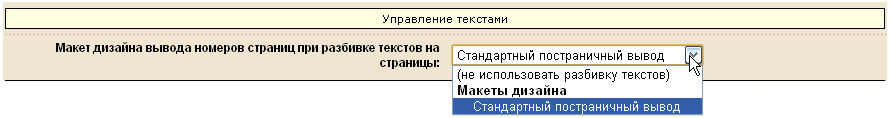 Управление текстами
Макет дизайна вывода номеров страниц при разбивке текстов на
страницы:
Стандартный постраничный вывод
(не использовать разбивку текстов)
Макеты дизайна
Стандартный постраничный вывод